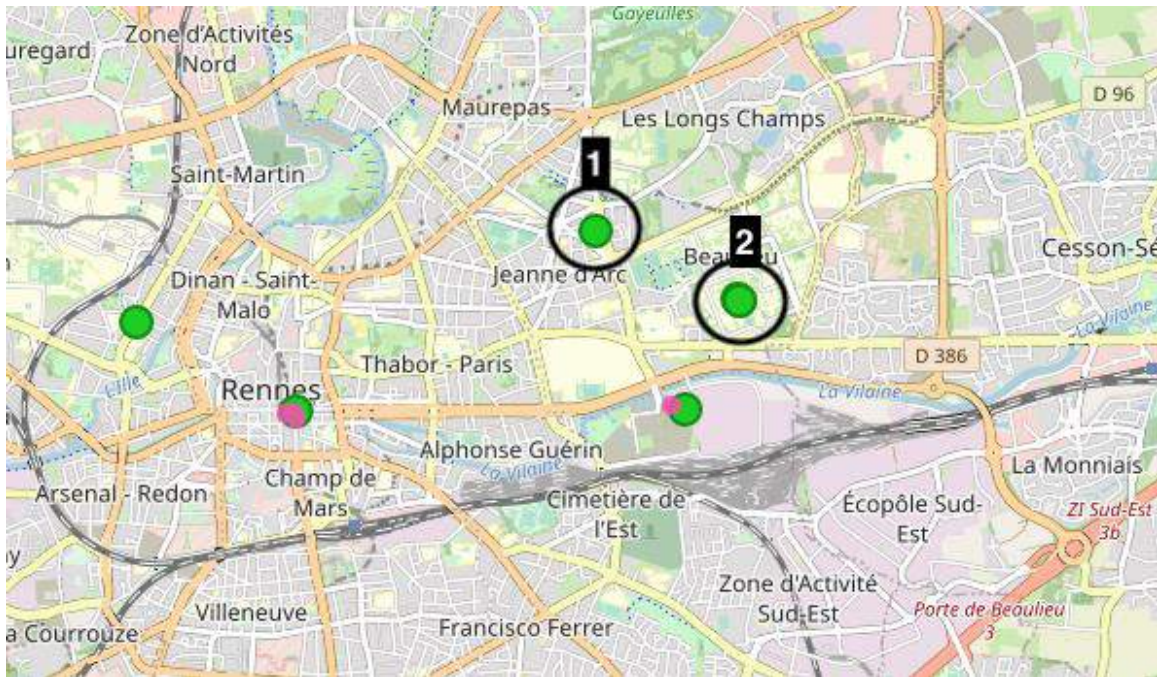 Gayeulles
Zone d'Activités
Nord
uregard
D 96
Maurepas
Les Longs Champs
1
Saint-Martin
2
Cesson-Sé
Jeanne d'Arc
Dinan - Saint-
Malo
La Vilaine
D 386
Thabor - Paris
L'Ille
Rennes
La Vilaine
Alphonse Guérin
La Vilaine
La Monniais
Champ de
Mars
Arsenal - Redon
Cimetière de
l'Est
Écopôle Sud-
Est
ZI Sud-Est
3b
Zone d'Activité
Sud-Est
Villeneuve
Porte de Beaulieu
3
a Courrouze
Francisco Ferrer